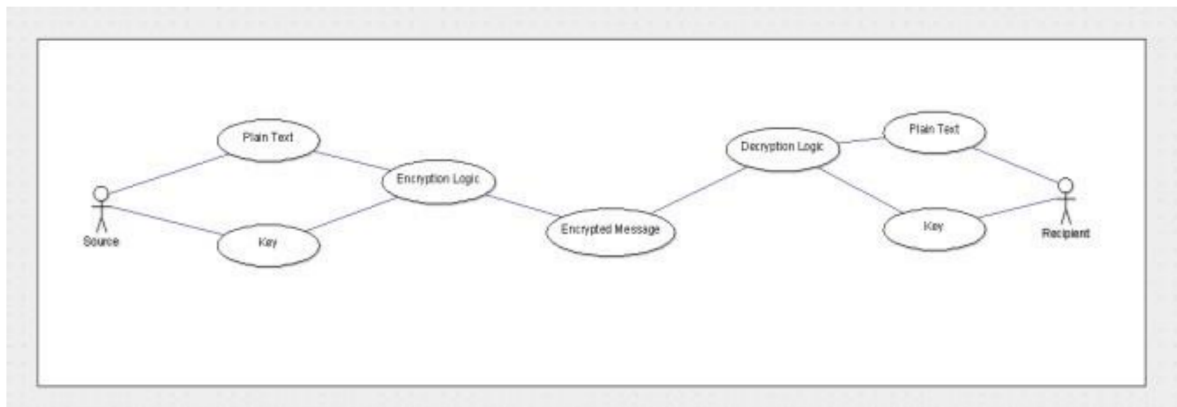 Plain Text
Encryption Logic
Key
Source
Encrypted Message
Decryption Logic
Plain Text
Key
Recipient